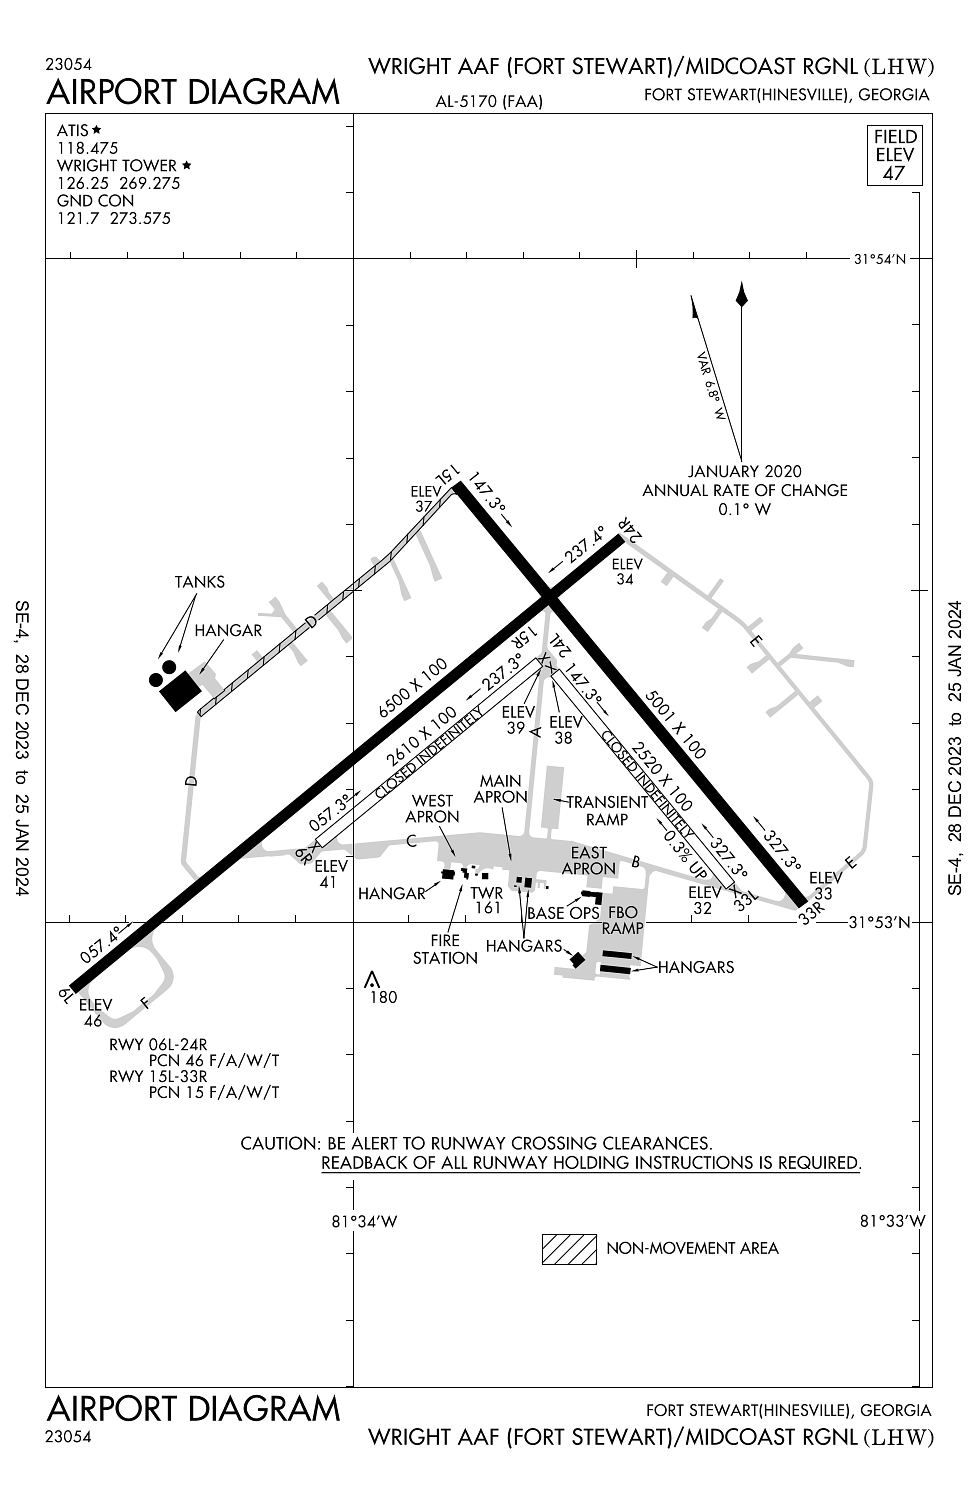 23054
AIRPORT DIAGRAM
WRIGHT AAF (FORT STEWART)/MIDCOAST RGNL (LHW)
AL-5170 (FAA)
FORT STEWART(HINESVILLE), GEORGIA
ATIS ★
118.475
WRIGHT TOWER ★
126.25 269.275
GND CON
121.7 273.575
FIELD
ELEV
47
31°54'N
VAR 6.8° W
JANUARY 2020
ANNUAL RATE OF CHANGE
0.1° W
15L
147.3°
ELEV
37
24R
237.4°
ELEV
34
TANKS
HANGAR
D
D
E
E
15R
24L
237.3°
147.3°
6500 X 100
2610 X 100
CLOSED INDEFINITELY
5001 X 100
2520 X 100
CLOSED INDEFINITELY
ELEV
39
A
ELEV
38
057.3°
6R
ELEV
41
WEST
APRON
MAIN
APRON
TRANSIENT
RAMP
C
EAST
APRON
B
0.3% UP
327.3°
327.3°
33L
ELEV
32
ELEV
33
33R
HANGAR
TWR
161
BASE OPS
FBO
RAMP
31°53'N
FIRE
STATION
HANGARS
HANGARS
057.4°
6L
ELEV
46
F
180
RWY 06L-24R
PCN 46 F/A/W/T
RWY 15L-33R
PCN 15 F/A/W/T
CAUTION: BE ALERT TO RUNWAY CROSSING CLEARANCES.
READBACK OF ALL RUNWAY HOLDING INSTRUCTIONS IS REQUIRED.
81°34'W
81°33'W
NON-MOVEMENT AREA
SE-4, 28 DEC 2023 to 25 JAN 2024
SE-4, 28 DEC 2023 to 25 JAN 2024
AIRPORT DIAGRAM
23054
FORT STEWART(HINESVILLE), GEORGIA
WRIGHT AAF (FORT STEWART)/MIDCOAST RGNL (LHW)